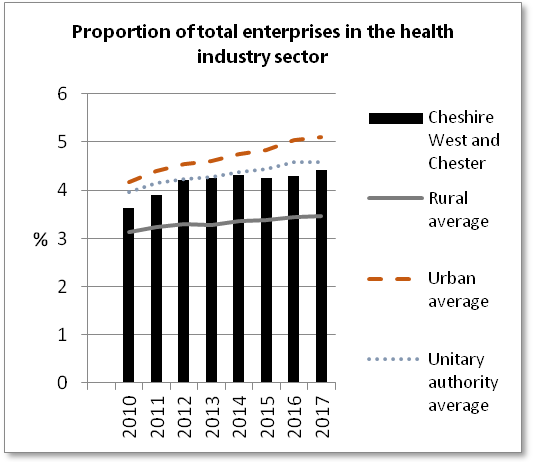 Proportion of total enterprises in the health
industry sector
6
5
4
3
2
1
0
%
2010
2011
2012
2013
2014
2015
2016
2017
Cheshire
West and
Chester
Rural
average
Urban
average
Unitary
authority
average